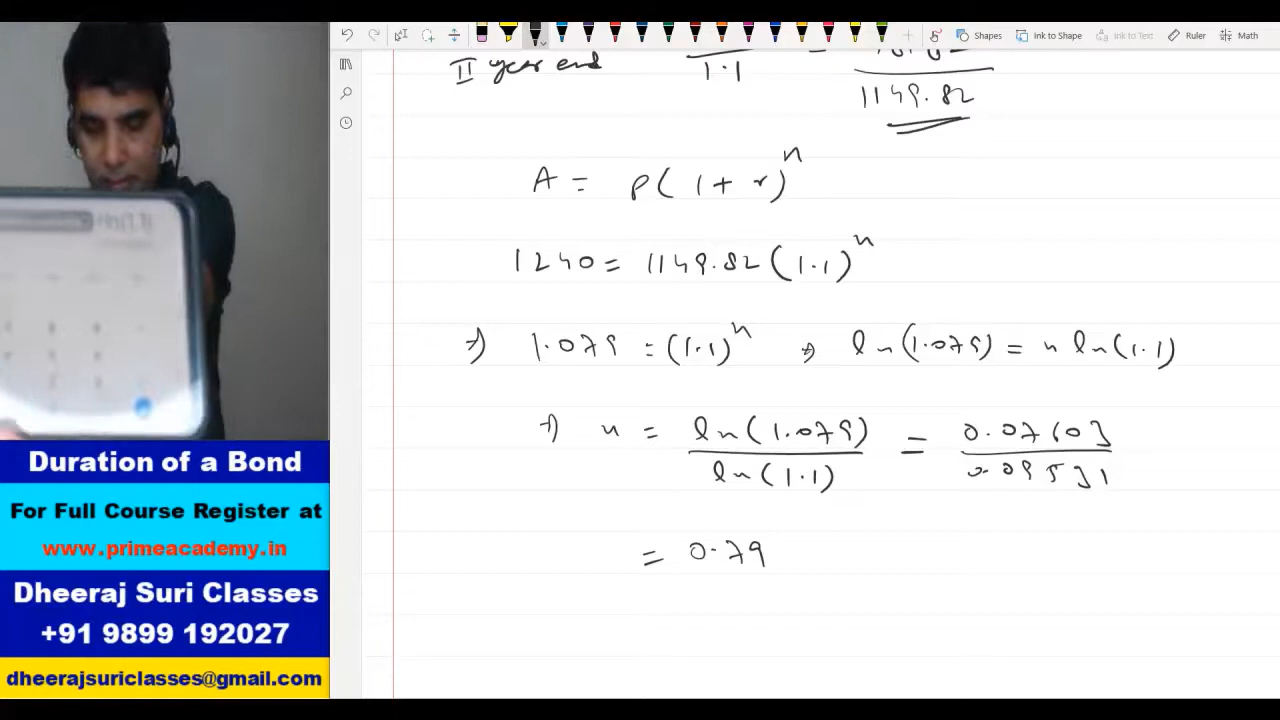 Shapes Ink to Shape Ink to Text Ruler Math
II year end 1.1
1149.82
A = P(1 + r)^n
1240 = 1149.82 (1.1)^n
⇒ 1.079 = (1.1)^n ⇒ ln(1.079) = n ln(1.1)
⇒ n = ln(1.079) / ln(1.1) = 0.07603 / 0.09531
= 0.79
Duration of a Bond
For Full Course Register at
www.primeacademy.in
Dheeraj Suri Classes
+91 9899 192027
dheerajsuriclasses@gmail.com